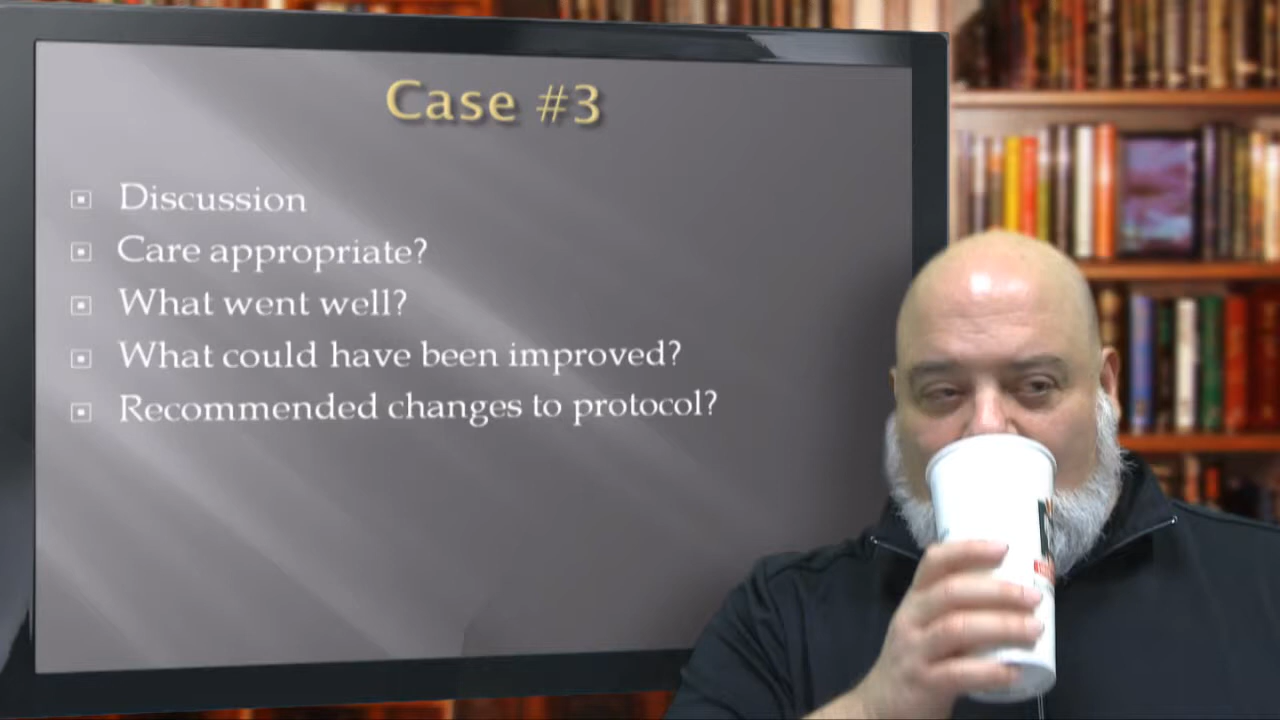 Case #3
Discussion
Care appropriate?
What went well?
What could have been improved?
Recommended changes to protocol?